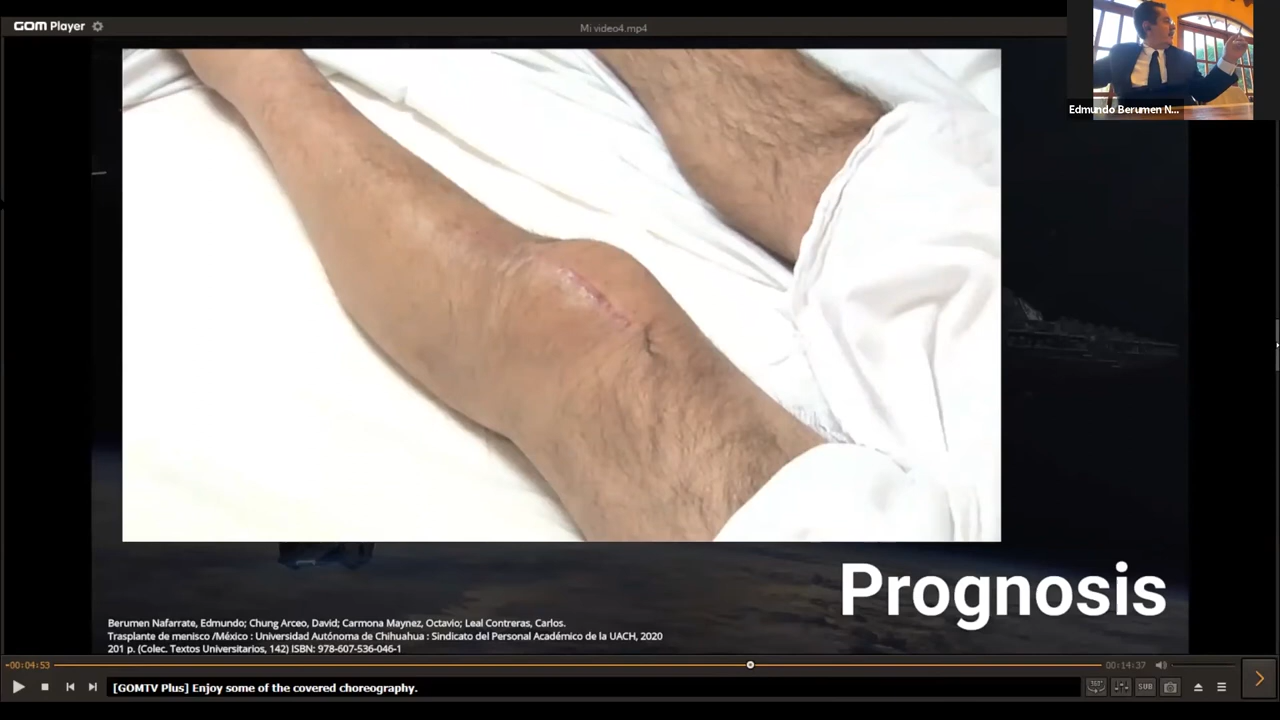 GOM Player
Mi video4.mp4
Edmundo Berumen N...
Prognosis
Berumen Nafarrate, Edmundo; Chung Arceo, David; Carmona Maynez, Octavio; Leal Contreras, Carlos.
Trasplante de menisco /México : Universidad Autónoma de Chihuahua : Sindicato del Personal Académico de la UACH, 2020
201 p. (Colec. Textos Universitarios, 142) ISBN: 978-607-536-046-1
-00:04:53
00:14:37
[GOMTV Plus] Enjoy some of the covered choreography.
360°
SUB